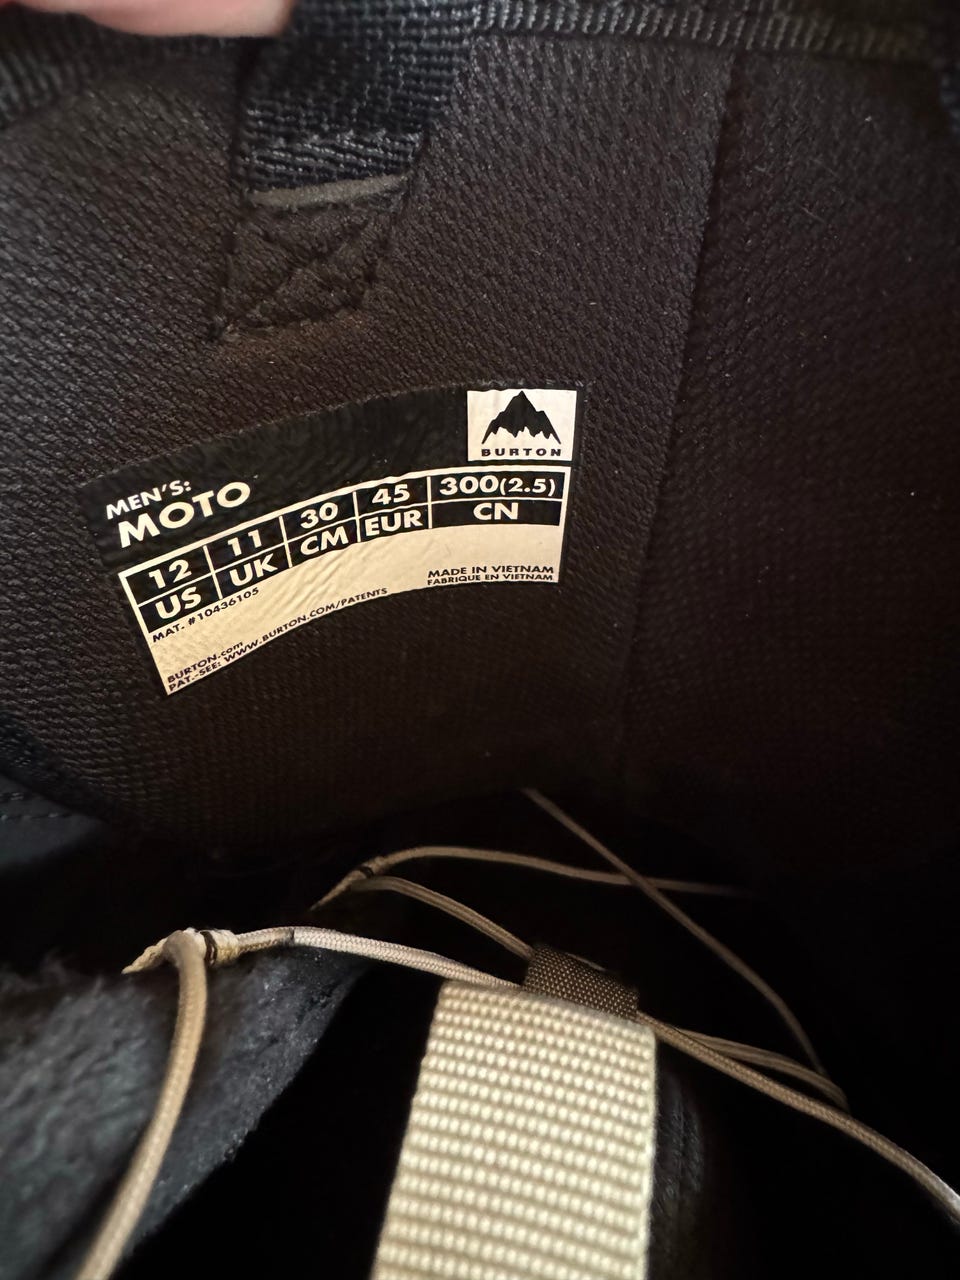 BURTON
MEN'S:
MOTO
12 11 30 45 300(2.5)
US UK CM EUR CN
MAT. #10436105
MADE IN VIETNAM
FABRIQUE EN VIETNAM
BURTON.com
PAT.-SEE: WWW.BURTON.COM/PATENTS